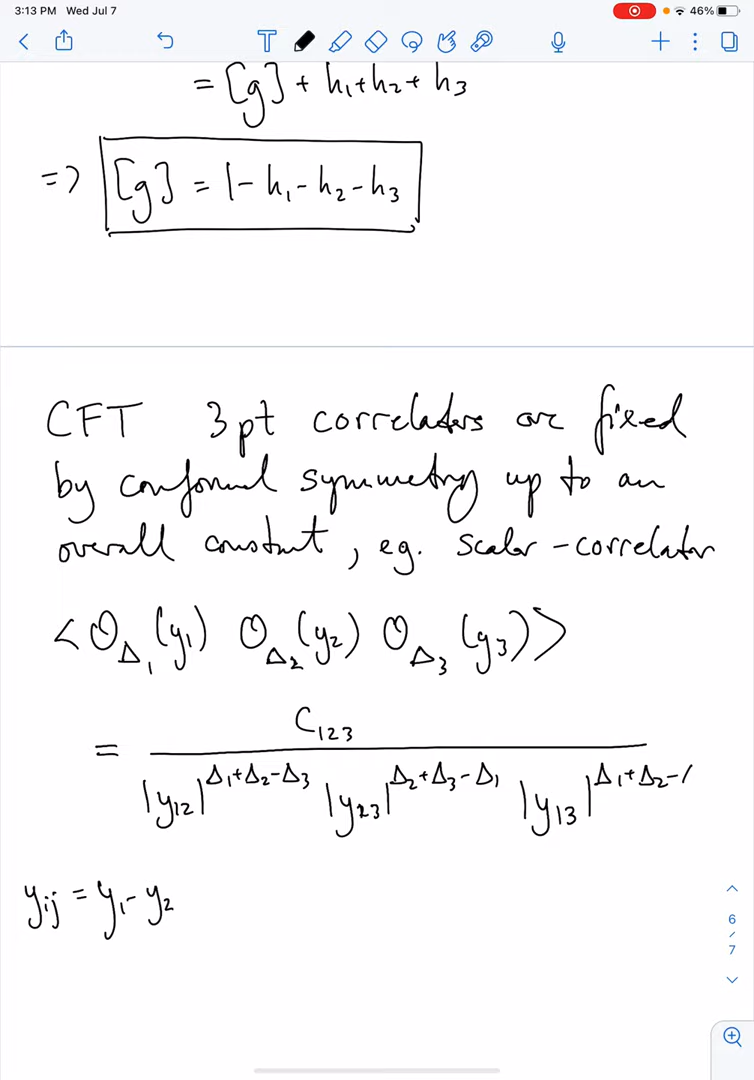 3:13 PM Wed Jul 7
46%
= [g] + h₁+h₂+ h₃
=> [g] = 1 - h₁ - h₂ - h₃
CFT 3pt correlators are fixed
by conformal symmetry up to an
overall constant, eg. scalar - correlator
< O_Δ₁ (y₁) O_Δ₂ (y₂) O_Δ₃ (y₃) >
= C₁₂₃ / |y₁₂|^{Δ₁+Δ₂-Δ₃} |y₂₃|^{Δ₂+Δ₃-Δ₁} |y₁₃|^{Δ₁+Δ₂-
y_ij = y₁ - y₂
6
/
7